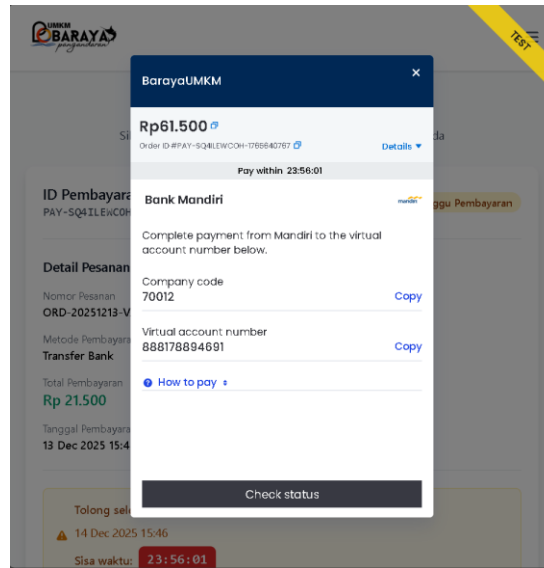 UMKM
BARAYA
pangandaran
TEST
BarayaUMKM
×
Rp61.500
Order ID #PAY-SQ4ILEWCOH-1765640767
Details
Pay within 23:56:01
Bank Mandiri
mandiri
Complete payment from Mandiri to the virtual
account number below.
Company code
70012
Copy
Virtual account number
888178894691
Copy
How to pay
Check status
da
ID Pembayara
PAY-SQ4ILEWCOH
ggu Pembayaran
Detail Pesanan
Nomor Pesanan
ORD-20251213-V
Metode Pembayara
Transfer Bank
Total Pembayaran
Rp 21.500
Tanggal Pembayara
13 Dec 2025 15:4
Tolong sele
14 Dec 2025 15:46
Sisa waktu: 23:56:01